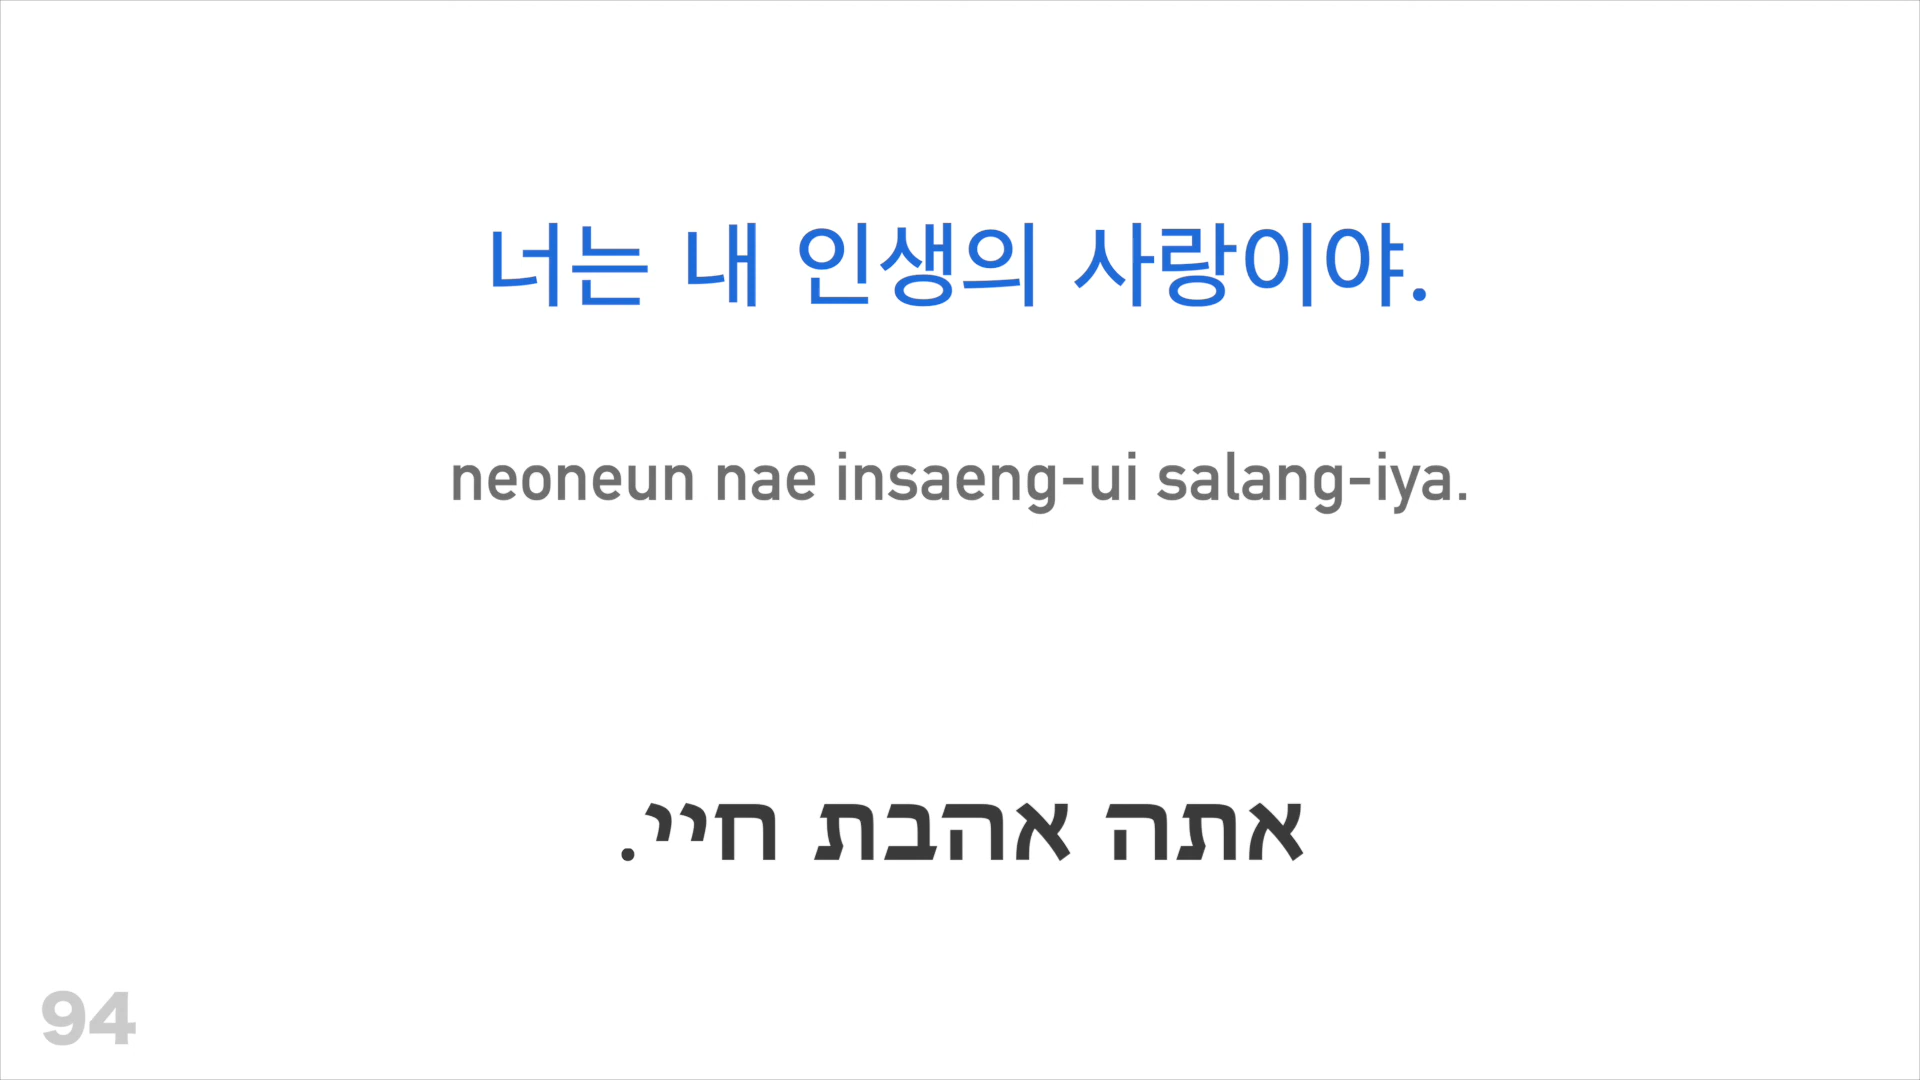 너는 내 인생의 사랑이야.
neoneun nae insaeng-ui salang-iya.
אתה אהבת חיי.
94